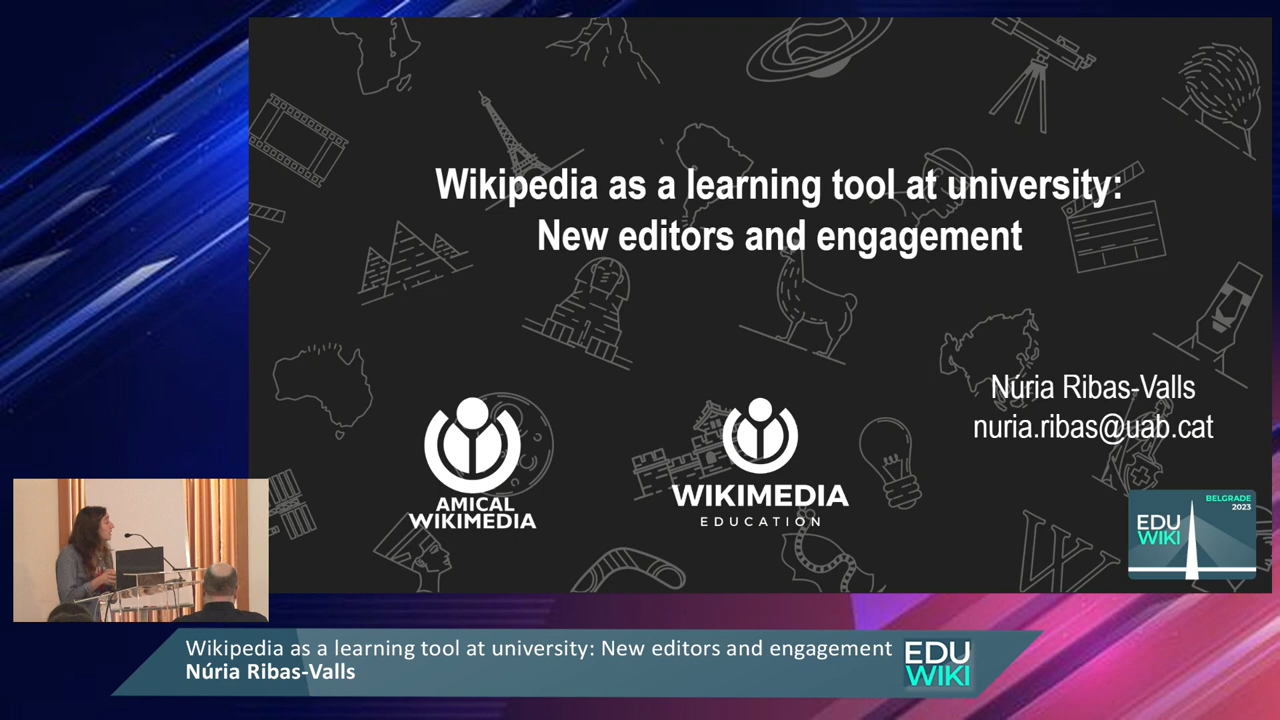 Wikipedia as a learning tool at university:
New editors and engagement
Núria Ribas-Valls
nuria.ribas@uab.cat
AMICAL
WIKIMEDIA
WIKIMEDIA
EDUCATION
BELGRADE
2023
EDU
WIKI
Wikipedia as a learning tool at university: New editors and engagement
Núria Ribas-Valls
EDU
WIKI